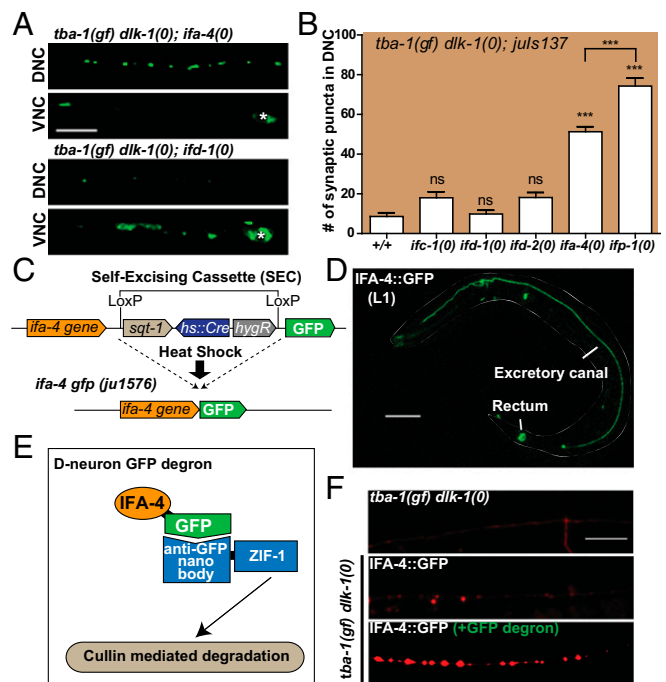 A
tba-1(gf) dlk-1(0); ifa-4(0)
DNC
VNC
*
tba-1(gf) dlk-1(0); ifd-1(0)
DNC
VNC
*
B
tba-1(gf) dlk-1(0); juIs137
# of synaptic puncta in DNC
100
80
60
40
20
0
ns
ns
ns
***
***
***
+/+
ifc-1(0)
ifd-1(0)
ifd-2(0)
ifa-4(0)
ifp-1(0)
C
Self-Excising Cassette (SEC)
LoxP
LoxP
ifa-4 gene
sqt-1
hs::Cre
hygR
GFP
Heat Shock
ifa-4 gfp (ju1576)
ifa-4 gene
GFP
D
IFA-4::GFP
(L1)
Excretory canal
Rectum
E
D-neuron GFP degron
IFA-4
GFP
anti-GFP
nano
body
ZIF-1
Cullin mediated degradation
F
tba-1(gf) dlk-1(0)
tba-1(gf) dlk-1(0)
IFA-4::GFP
IFA-4::GFP (+GFP degron)